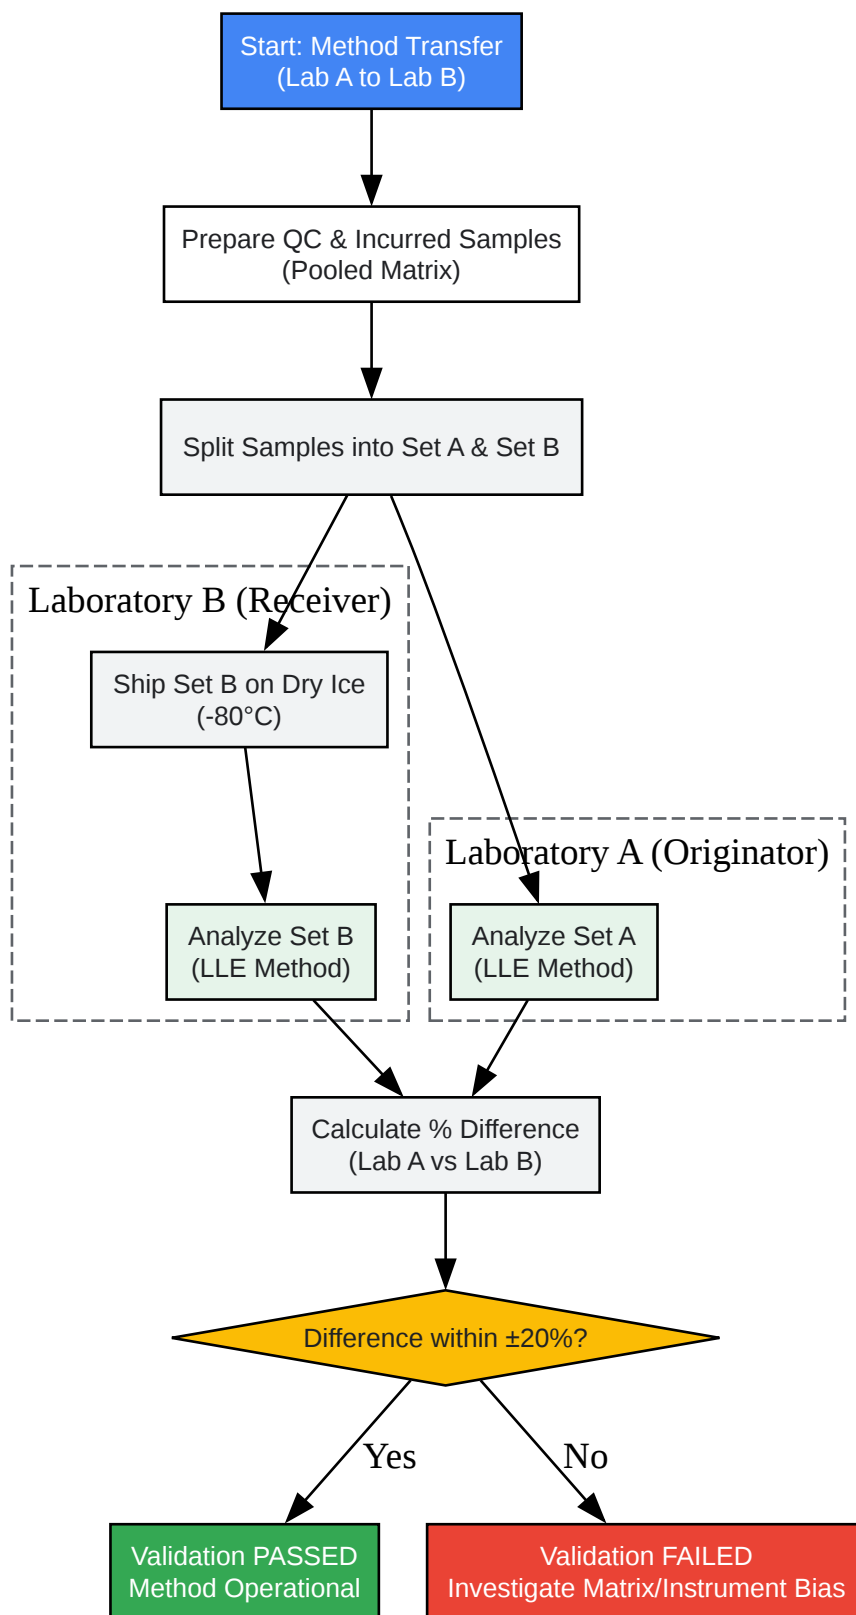 Start: Method Transfer
(Lab A to Lab B)
Prepare QC & Incurred Samples
(Pooled Matrix)
Split Samples into Set A & Set B
Laboratory B (Receiver)
Ship Set B on Dry Ice
(-80°C)
Laboratory A (Originator)
Analyze Set B
(LLE Method)
Analyze Set A
(LLE Method)
Calculate % Difference
(Lab A vs Lab B)
Difference within ±20%?
Yes
No
Validation PASSED
Method Operational
Validation FAILED
Investigate Matrix/Instrument Bias